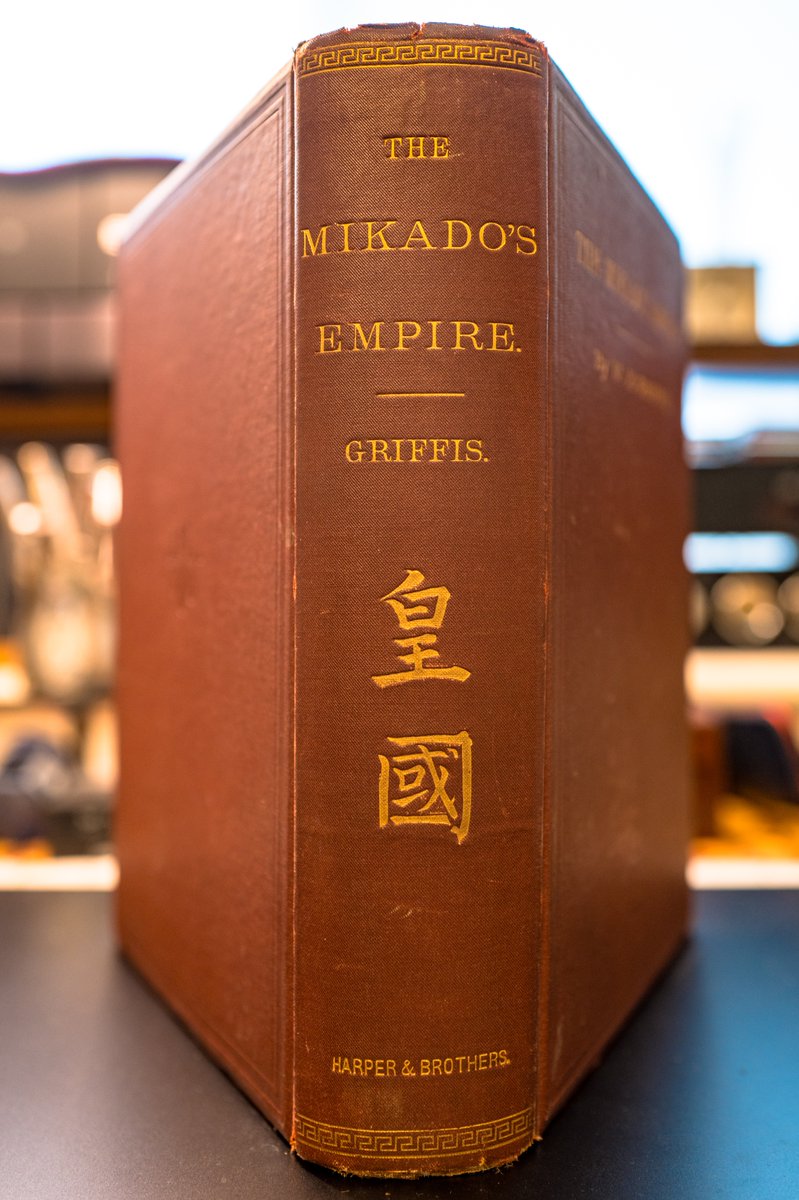 THE
MIKADO'S
EMPIRE.
GRIFFIS.
皇
國
HARPER & BROTHERS.